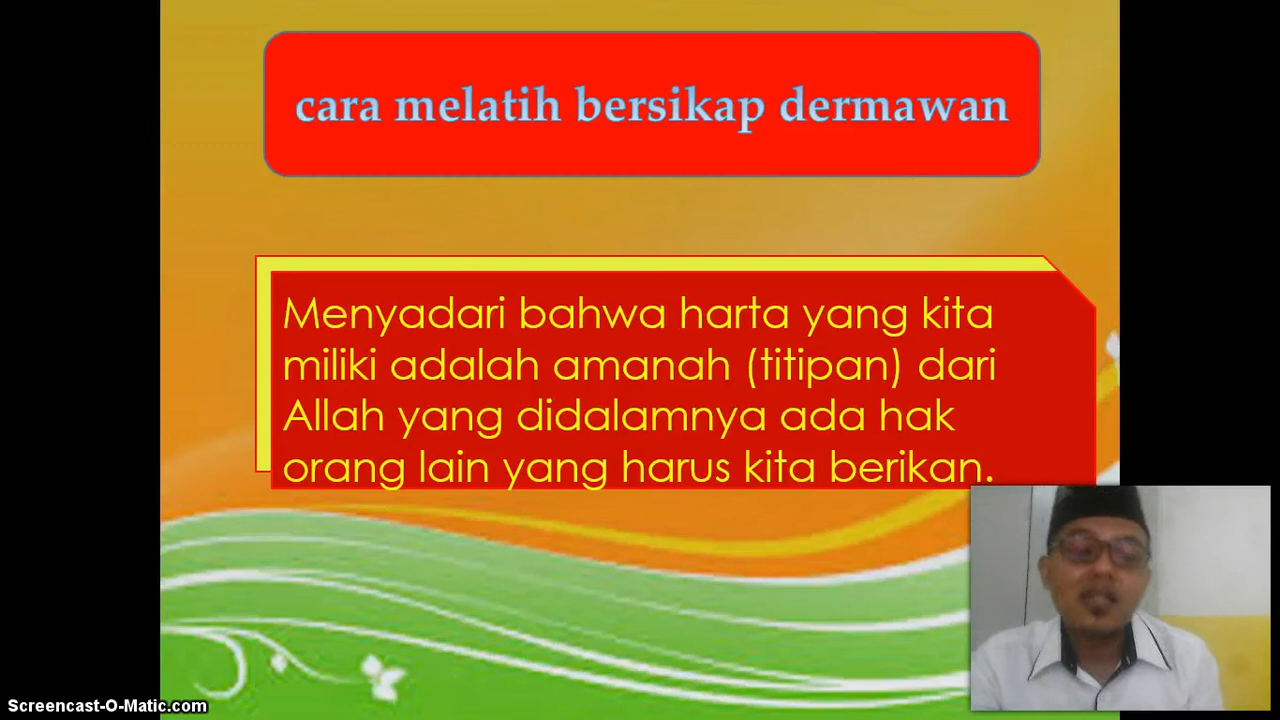 cara melatih bersikap dermawan
Menyadari bahwa harta yang kita
miliki adalah amanah (titipan) dari
Allah yang didalamnya ada hak
orang lain yang harus kita berikan.
Screencast-O-Matic.com